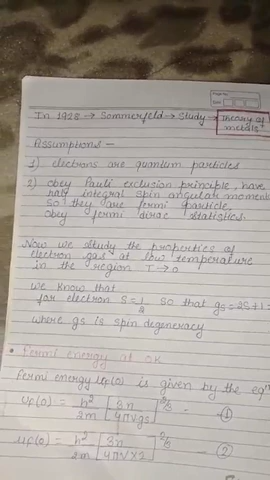 In 1928 → Sommerfeld → Study → Theory of metals
Assumptions -
1) electrons are quantum particles
2) obey Pauli exclusion principle, have
half integral spin angular moment
so they are fermi particle
obey fermi dirac statistics.
Now we study the properties of
electron gas at low temperature
in the region T → 0
we know that
for electron S = 1/2 so that gs = 2S+1 =
where gs is spin degeneracy
• Fermi energy at 0K
Fermi energy μF(0) is given by the eqⁿ
μF(0) = h²/2m [3n/4πVgs]^2/3 - ①
μF(0) = h²/2m [3n/4πV×2]^2/3 - ②